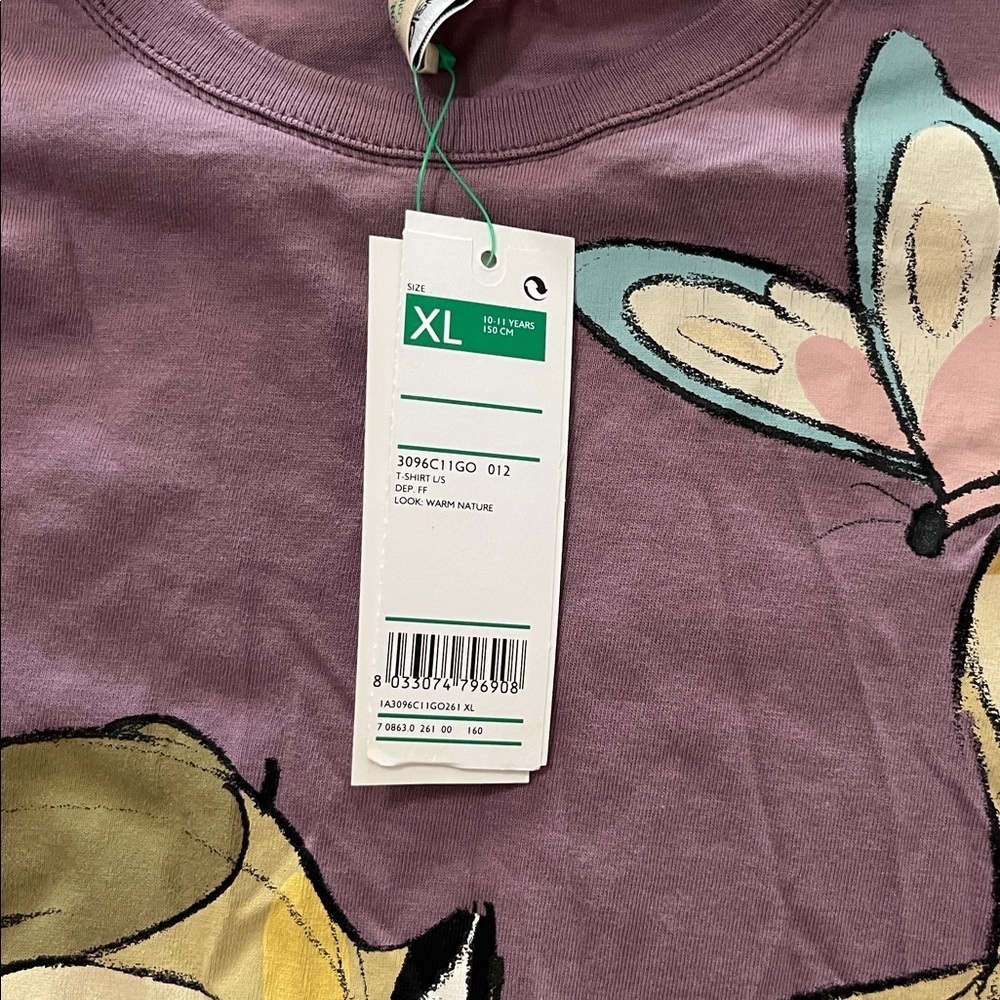 SIZE
XL
10-11 YEARS
150 CM
3096C11GO 012
T-SHIRT L/S
DEP. FF
LOOK: WARM NATURE
8 033074 796908
1A3096C11GO261 XL
7 0863.0 261 00 160